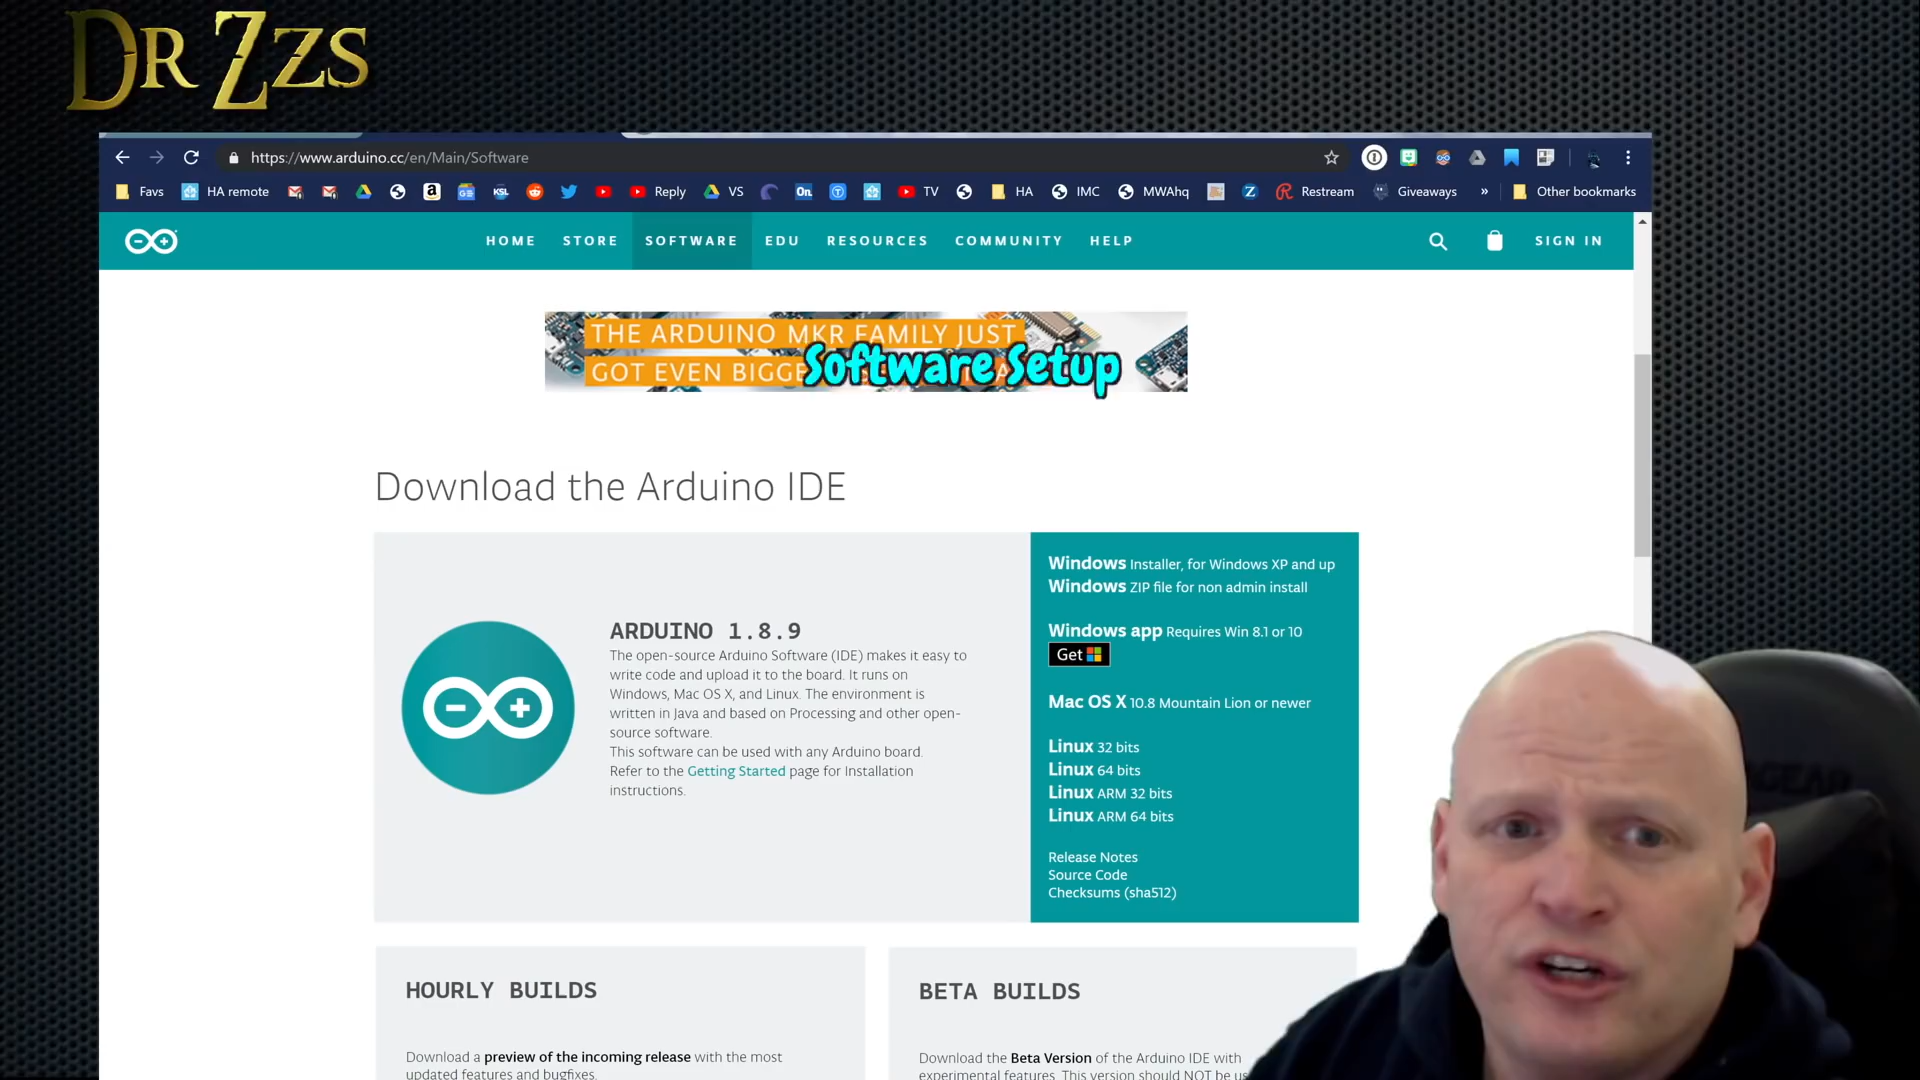 DR ZZS
https://www.arduino.cc/en/Main/Software
Favs HA remote Reply VS On. TV HA IMC MWAhq Z Restream Giveaways » Other bookmarks
HOME STORE SOFTWARE EDU RESOURCES COMMUNITY HELP SIGN IN
THE ARDUINO MKR FAMILY JUST
GOT EVEN BIGGE
Software Setup
Download the Arduino IDE
ARDUINO 1.8.9
The open-source Arduino Software (IDE) makes it easy to
write code and upload it to the board. It runs on
Windows, Mac OS X, and Linux. The environment is
written in Java and based on Processing and other open-
source software.
This software can be used with any Arduino board.
Refer to the Getting Started page for Installation
instructions.
Windows Installer, for Windows XP and up
Windows ZIP file for non admin install
Windows app Requires Win 8.1 or 10
Get
Mac OS X 10.8 Mountain Lion or newer
Linux 32 bits
Linux 64 bits
Linux ARM 32 bits
Linux ARM 64 bits
Release Notes
Source Code
Checksums (sha512)
HOURLY BUILDS
Download a preview of the incoming release with the most
updated features and bugfixes.
BETA BUILDS
Download the Beta Version of the Arduino IDE with
experimental features. This version should NOT be